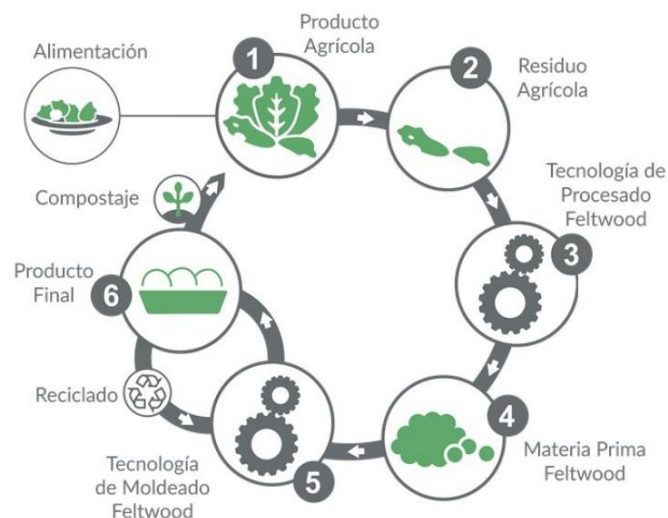 Alimentación
1
Producto
Agrícola
2
Residuo
Agrícola
Tecnología de
Procesado
Feltwood
3
4
Materia Prima
Feltwood
5
Tecnología
de Moldeado
Feltwood
Reciclado
6
Producto
Final
Compostaje